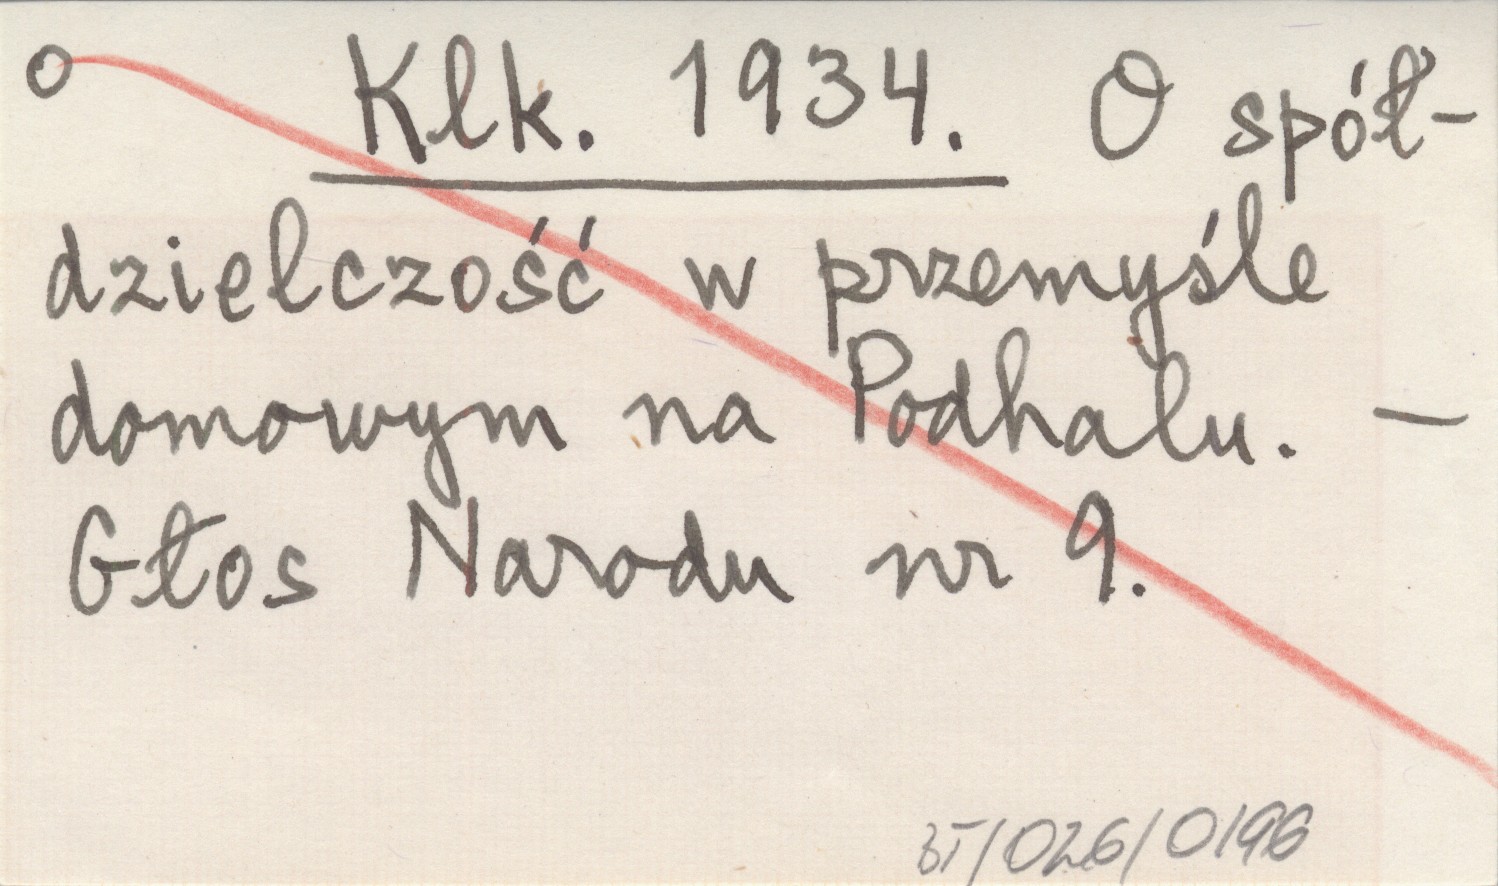 o Klk. 1934. O spół-
dzielczość w przemyśle
domowym na Podhalu. —
Głos Narodu nr 9.
BT/026/0196